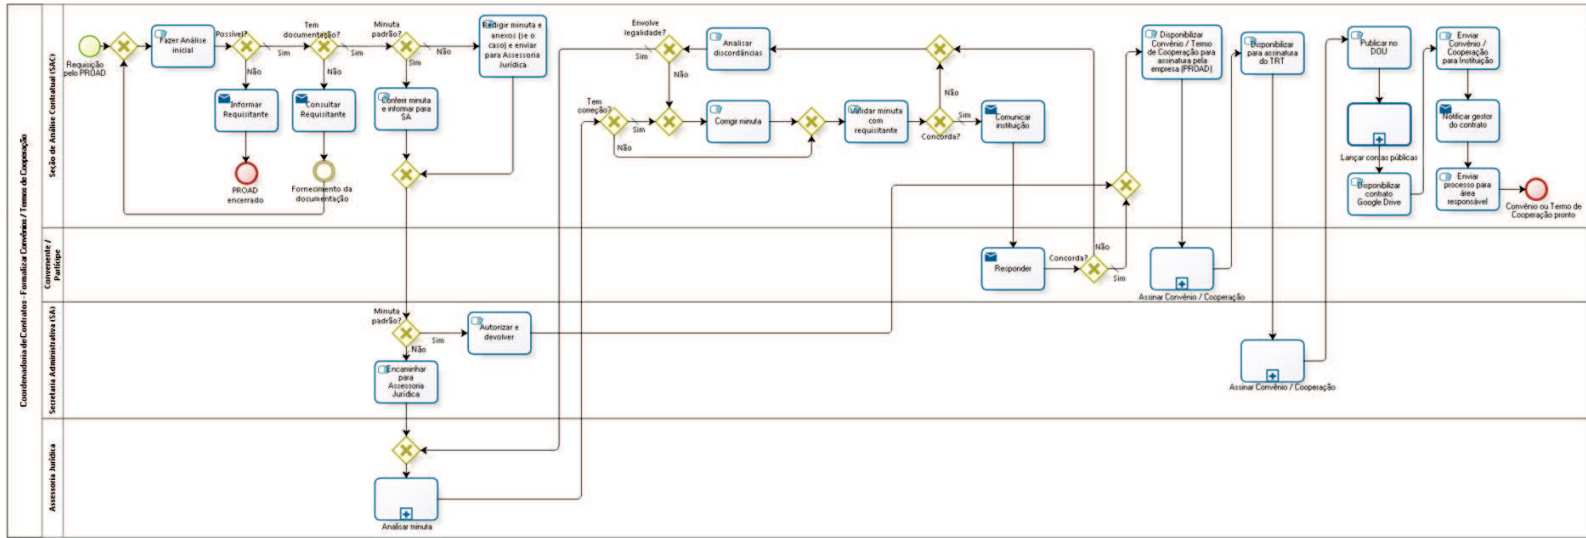 Coordenadoria de Contratos - Formalizar Convênios / Termos de Cooperação
Secção de Análise Contratual (SAC)
Requisição
pelo PROAD
Fazer Análise
inicial
Possível?
Sim
Não
Informar
Requisitante
PROAD
encerrado
Tem
documentação?
Sim
Não
Consultar
Requisitante
Fornecimento da
documentação
Minuta
padrão?
Não
Sim
Redigir minuta e
anexos (se o
caso) e enviar
para Assessoria
Jurídica
Conferir minuta
e informar para
SA
Envolve
legalidade?
Sim
Não
Analisar
discordâncias
Tem
correção?
Sim
Não
Corrigir minuta
Validar minuta
com
requisitante
Não
Sim
Concorda?
Comunicar
instituição
Disponibilizar
Convênio / Termo
de Cooperação para
assinatura pela
empresa (PROAD)
Disponibilizar
para assinatura
do TRT
Publicar no
DOU
Lançar contas públicas
Disponibilizar
contrato
Google Drive
Enviar
Convênio /
Cooperação
para Instituição
Notificar gestor
do contrato
Enviar
processo para
área
responsável
Convênio ou Termo de
Cooperação pronto
Convenente /
Partícipe
Responder
Concorda?
Não
Sim
Assinar Convênio / Cooperação
Secretaria Administrativa (SA)
Minuta
padrão?
Sim
Não
Autorizar e
devolver
Encaminhar
para
Assessoria
Jurídica
Assinar Convênio / Cooperação
Assessoria Jurídica
Analisar minuta